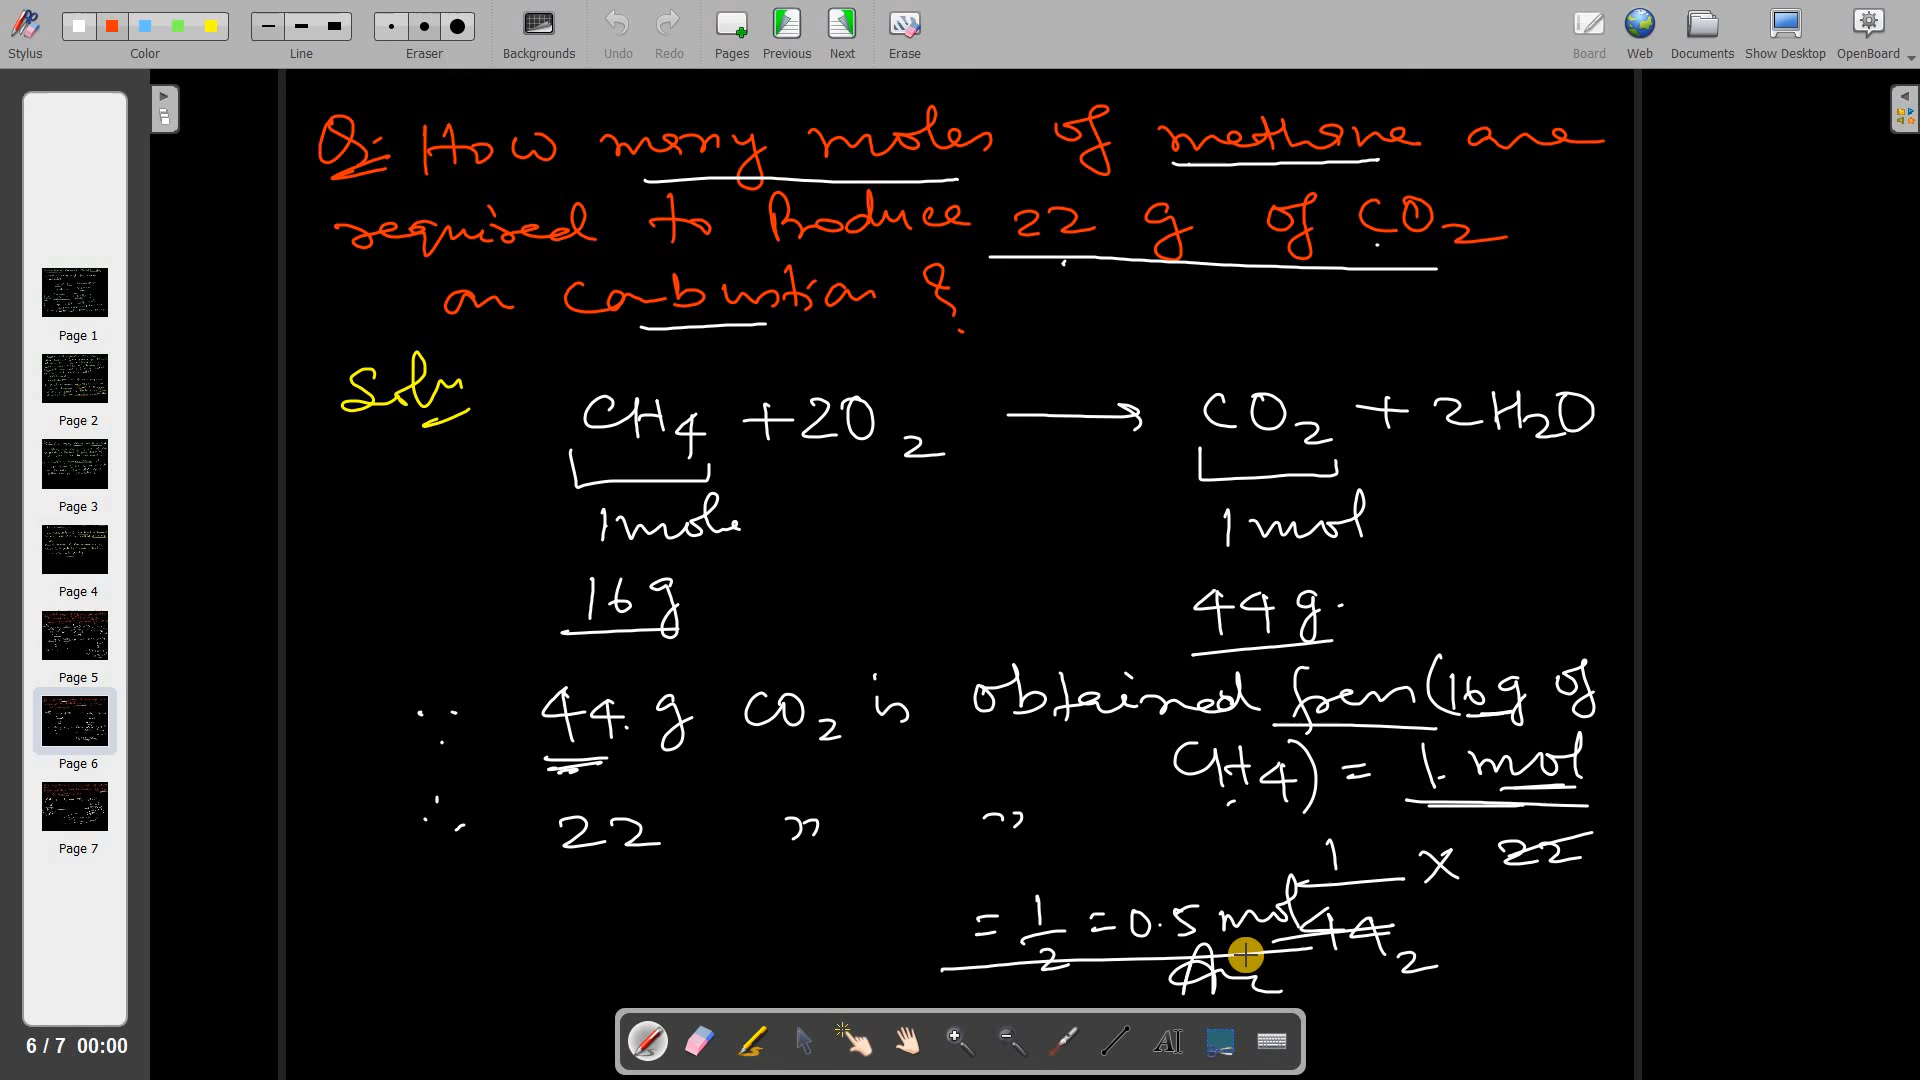 Stylus Color Line Eraser Backgrounds Undo Redo Pages Previous Next Erase Board Web Documents Show Desktop OpenBoard
Q: How many moles of methane are
required to Produce 22 g of CO2
on combustion ?
Soln
CH4 + 2O2 → CO2 + 2H2O
1 mole 1 mol
16 g 44 g.
∵ 44. g CO2 is obtained from (16g of
CH4) = 1. mol
∴ 22 " "
1 × 22
= 1/2 = 0.5 mol 44 2
Ans
Page 1
Page 2
Page 3
Page 4
Page 5
Page 6
Page 7
6 / 7 00:00